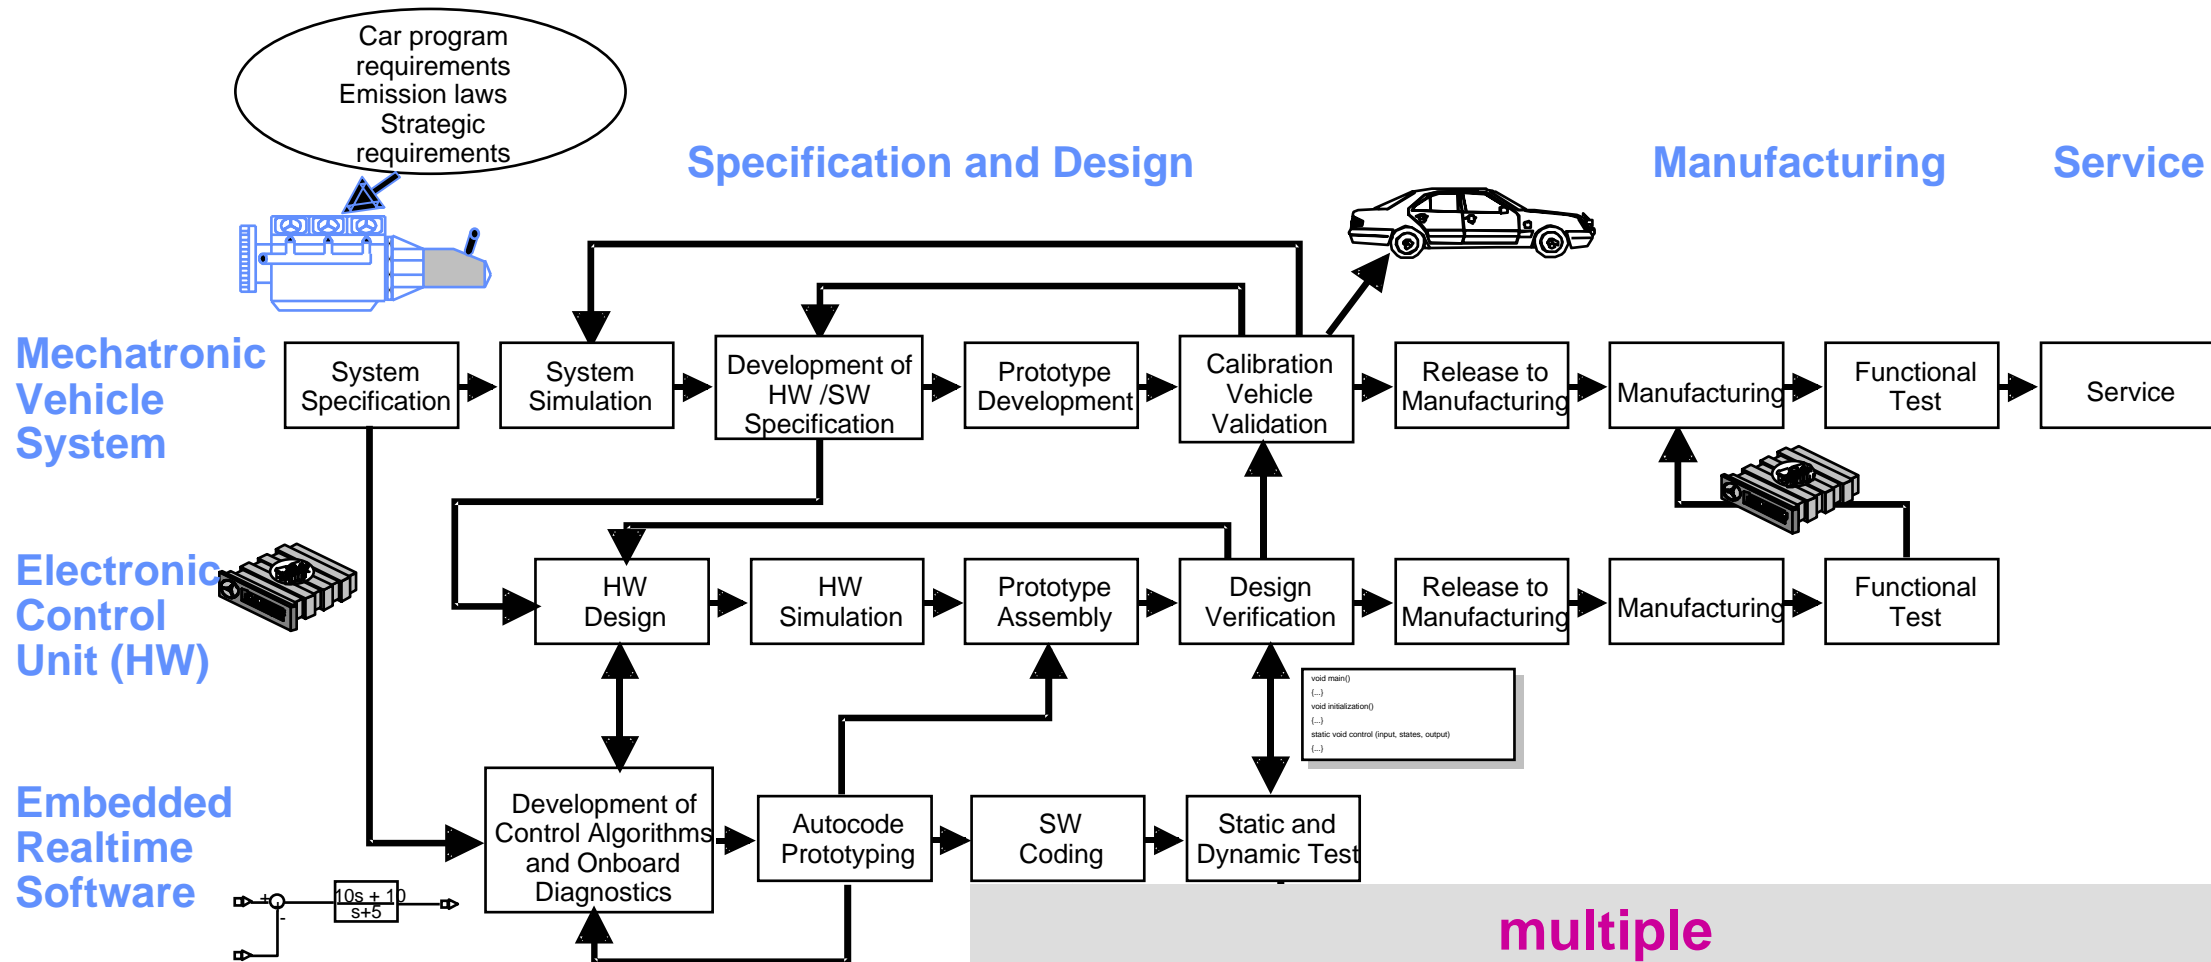 Car program
requirements
Emission laws
Strategic
requirements
Specification and Design
Manufacturing
Service
Mechatronic
Vehicle
System
System
Specification
System
Simulation
Development of
HW /SW
Specification
Prototype
Development
Calibration
Vehicle
Validation
Release to
Manufacturing
Manufacturing
Functional
Test
Service
Electronic
Control
Unit (HW)
HW
Design
HW
Simulation
Prototype
Assembly
Design
Verification
Release to
Manufacturing
Manufacturing
Functional
Test
void main()
(...)
void initialization()
(...)
static void control (input, states, output)
(...)
Embedded
Realtime
Software
Development of
Control Algorithms
and Onboard
Diagnostics
Autocode
Prototyping
SW
Coding
Static and
Dynamic Test
+
-
10s + 10
s+5
multiple